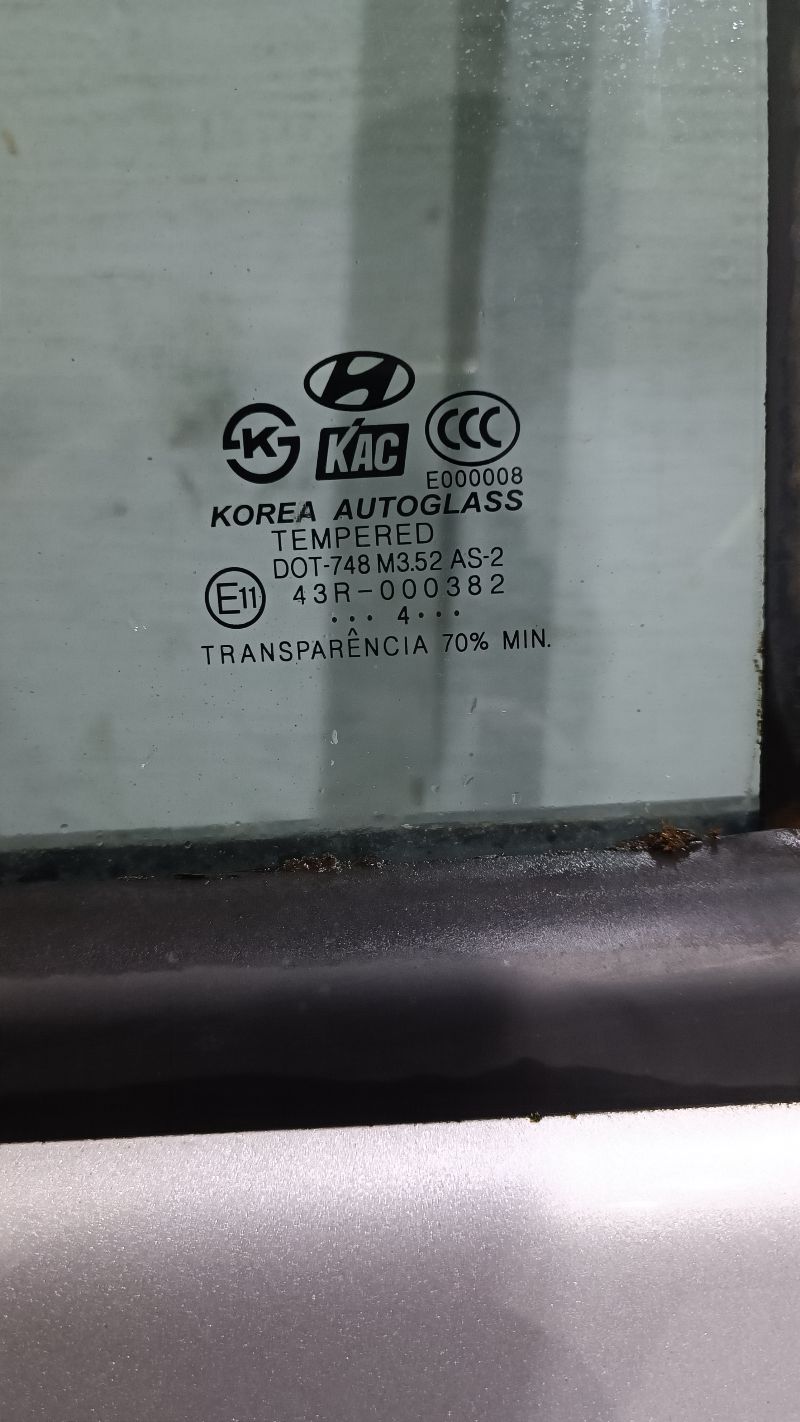 K
KAC
CCC
E000008
KOREA AUTOGLASS
TEMPERED
DOT-748 M3.52 AS-2
E11
43R-000382
··· 4 ···
TRANSPARÊNCIA 70% MIN.